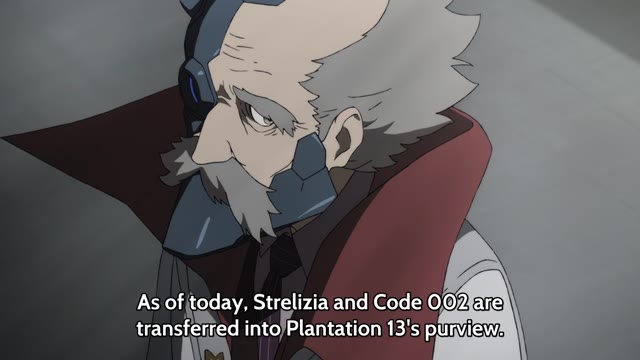 As of today, Strelizia and Code 002 are
transferred into Plantation 13's purview.